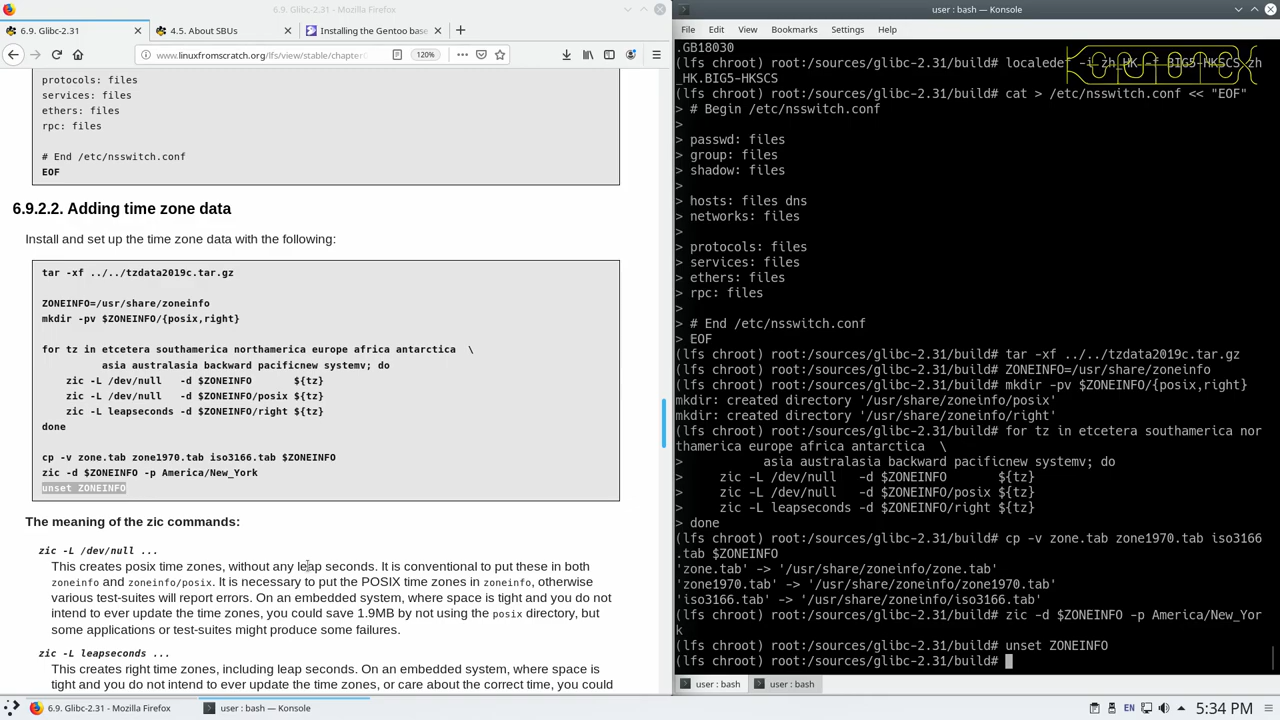 6.9. Glibc-2.31 — Mozilla Firefox
6.9. Glibc-2.31
4.5. About SBUs
Installing the Gentoo base
www.linuxfromscratch.org/lfs/view/stable/chapter
120%
protocols: files
services: files
ethers: files
rpc: files
# End /etc/nsswitch.conf
EOF
6.9.2.2. Adding time zone data
Install and set up the time zone data with the following:
tar -xf ../../tzdata2019c.tar.gz
ZONEINFO=/usr/share/zoneinfo
mkdir -pv $ZONEINFO/{posix,right}
for tz in etcetera southamerica northamerica europe africa antarctica  \
asia australasia backward pacificnew systemv; do
zic -L /dev/null   -d $ZONEINFO       ${tz}
zic -L /dev/null   -d $ZONEINFO/posix ${tz}
zic -L leapseconds -d $ZONEINFO/right ${tz}
done
cp -v zone.tab zone1970.tab iso3166.tab $ZONEINFO
zic -d $ZONEINFO -p America/New_York
unset ZONEINFO
The meaning of the zic commands:
zic -L /dev/null ...
This creates posix time zones, without any leap seconds. It is conventional to put these in both
zoneinfo and zoneinfo/posix. It is necessary to put the POSIX time zones in zoneinfo, otherwise
various test-suites will report errors. On an embedded system, where space is tight and you do not
intend to ever update the time zones, you could save 1.9MB by not using the posix directory, but
some applications or test-suites might produce some failures.
zic -L leapseconds ...
This creates right time zones, including leap seconds. On an embedded system, where space is
tight and you do not intend to ever update the time zones, or care about the correct time, you could
user : bash — Konsole
File Edit View Bookmarks Settings Help
.GB18030
(lfs chroot) root:/sources/glibc-2.31/build# localedef -i zh_HK -f BIG5-HKSCS zh
_HK.BIG5-HKSCS
(lfs chroot) root:/sources/glibc-2.31/build# cat > /etc/nsswitch.conf << "EOF"
> # Begin /etc/nsswitch.conf
>
> passwd: files
> group: files
> shadow: files
>
> hosts: files dns
> networks: files
>
> protocols: files
> services: files
> ethers: files
> rpc: files
>
> # End /etc/nsswitch.conf
> EOF
(lfs chroot) root:/sources/glibc-2.31/build# tar -xf ../../tzdata2019c.tar.gz
(lfs chroot) root:/sources/glibc-2.31/build# ZONEINFO=/usr/share/zoneinfo
(lfs chroot) root:/sources/glibc-2.31/build# mkdir -pv $ZONEINFO/{posix,right}
mkdir: created directory '/usr/share/zoneinfo/posix'
mkdir: created directory '/usr/share/zoneinfo/right'
(lfs chroot) root:/sources/glibc-2.31/build# for tz in etcetera southamerica nor
thamerica europe africa antarctica  \
>           asia australasia backward pacificnew systemv; do
>     zic -L /dev/null   -d $ZONEINFO       ${tz}
>     zic -L /dev/null   -d $ZONEINFO/posix ${tz}
>     zic -L leapseconds -d $ZONEINFO/right ${tz}
> done
(lfs chroot) root:/sources/glibc-2.31/build# cp -v zone.tab zone1970.tab iso3166
.tab $ZONEINFO
'zone.tab' -> '/usr/share/zoneinfo/zone.tab'
'zone1970.tab' -> '/usr/share/zoneinfo/zone1970.tab'
'iso3166.tab' -> '/usr/share/zoneinfo/iso3166.tab'
(lfs chroot) root:/sources/glibc-2.31/build# zic -d $ZONEINFO -p America/New_Yor
k
(lfs chroot) root:/sources/glibc-2.31/build# unset ZONEINFO
(lfs chroot) root:/sources/glibc-2.31/build#
user : bash
user : bash
6.9. Glibc-2.31 — Mozilla Firefox
user : bash — Konsole
EN
5:34 PM